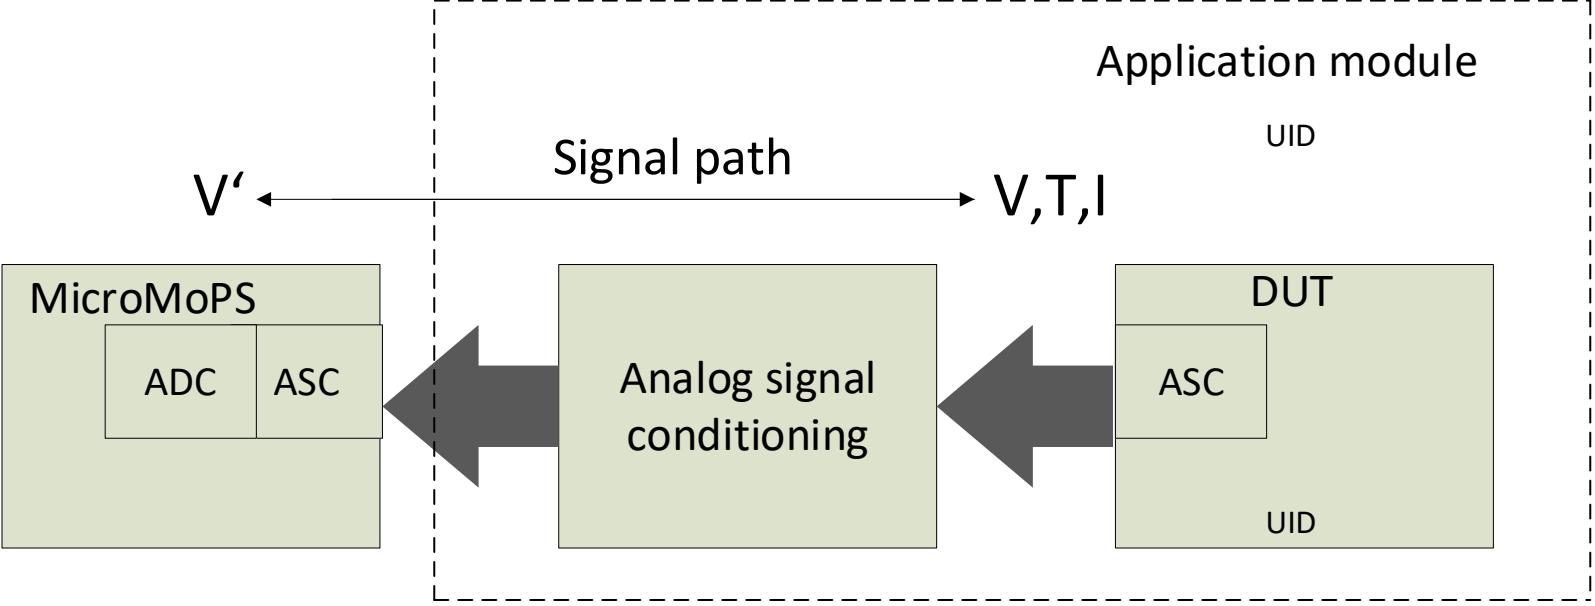 Application module
UID
Signal path
V‘
V,T,I
MicroMoPS
DUT
ADC
ASC
Analog signal
conditioning
ASC
UID